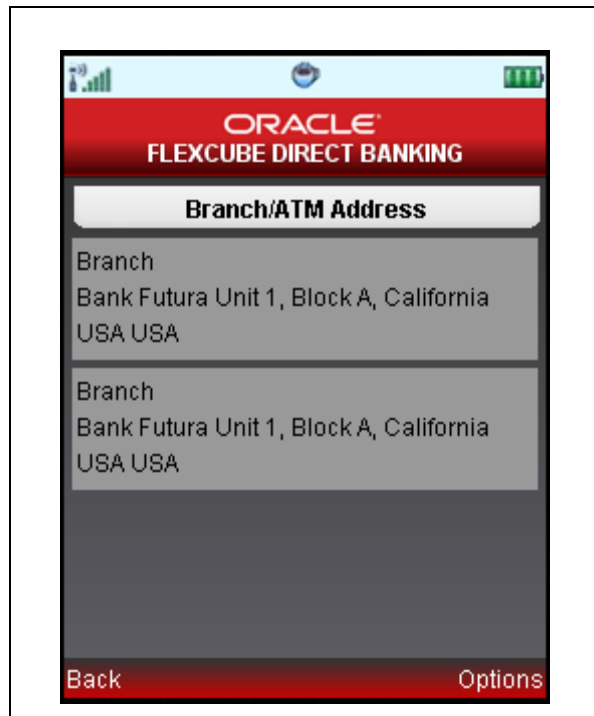 ORACLE
FLEXCUBE DIRECT BANKING
Branch/ATM Address
Branch
Bank Futura Unit 1, Block A, California
USA USA
Branch
Bank Futura Unit 1, Block A, California
USA USA
Back Options